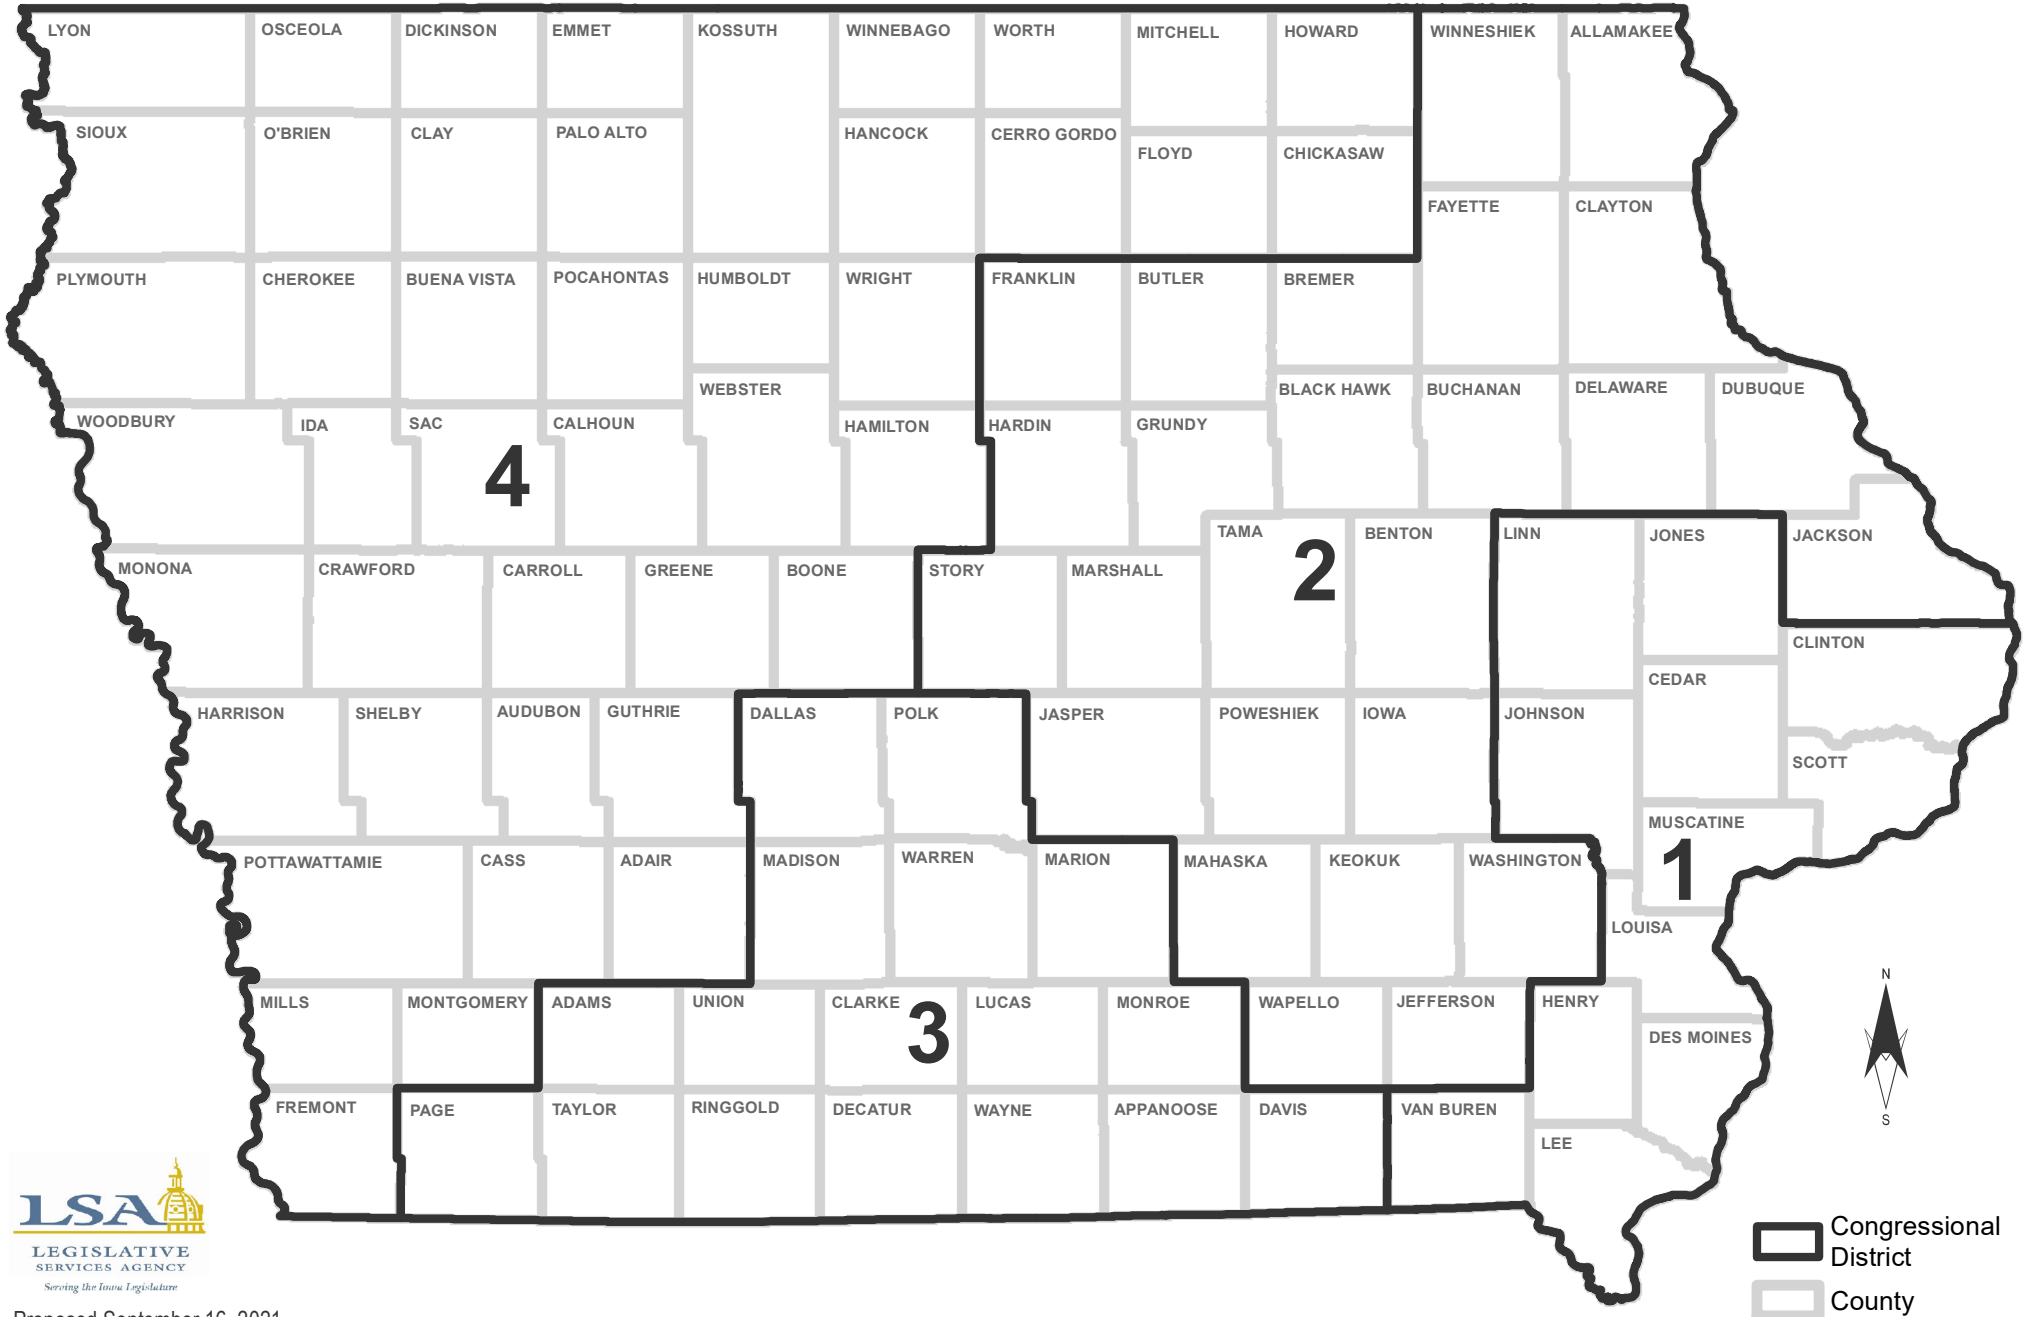 LYON
OSCEOLA
DICKINSON
EMMET
KOSSUTH
WINNEBAGO
WORTH
MITCHELL
HOWARD
WINNESHIEK
ALLAMAKEE
SIOUX
O'BRIEN
CLAY
PALO ALTO
HANCOCK
CERRO GORDO
FLOYD
CHICKASAW
FAYETTE
CLAYTON
PLYMOUTH
CHEROKEE
BUENA VISTA
POCAHONTAS
HUMBOLDT
WRIGHT
FRANKLIN
BUTLER
BREMER
WEBSTER
BLACK HAWK
BUCHANAN
DELAWARE
DUBUQUE
WOODBURY
IDA
SAC
CALHOUN
HAMILTON
HARDIN
GRUNDY
4
TAMA
2
BENTON
LINN
JONES
JACKSON
MONONA
CRAWFORD
CARROLL
GREENE
BOONE
STORY
MARSHALL
CLINTON
CEDAR
HARRISON
SHELBY
AUDUBON
GUTHRIE
DALLAS
POLK
JASPER
POWESHIEK
IOWA
JOHNSON
SCOTT
MUSCATINE
1
POTTAWATTAMIE
CASS
ADAIR
MADISON
WARREN
MARION
MAHASKA
KEOKUK
WASHINGTON
LOUISA
MILLS
MONTGOMERY
ADAMS
UNION
CLARKE
3
LUCAS
MONROE
WAPELLO
JEFFERSON
HENRY
DES MOINES
FREMONT
PAGE
TAYLOR
RINGGOLD
DECATUR
WAYNE
APPANOOSE
DAVIS
VAN BUREN
LEE
N
S
LSA
LEGISLATIVE
SERVICES AGENCY
Serving the Iowa Legislature
Proposed September 16, 2021
Congressional
District
County